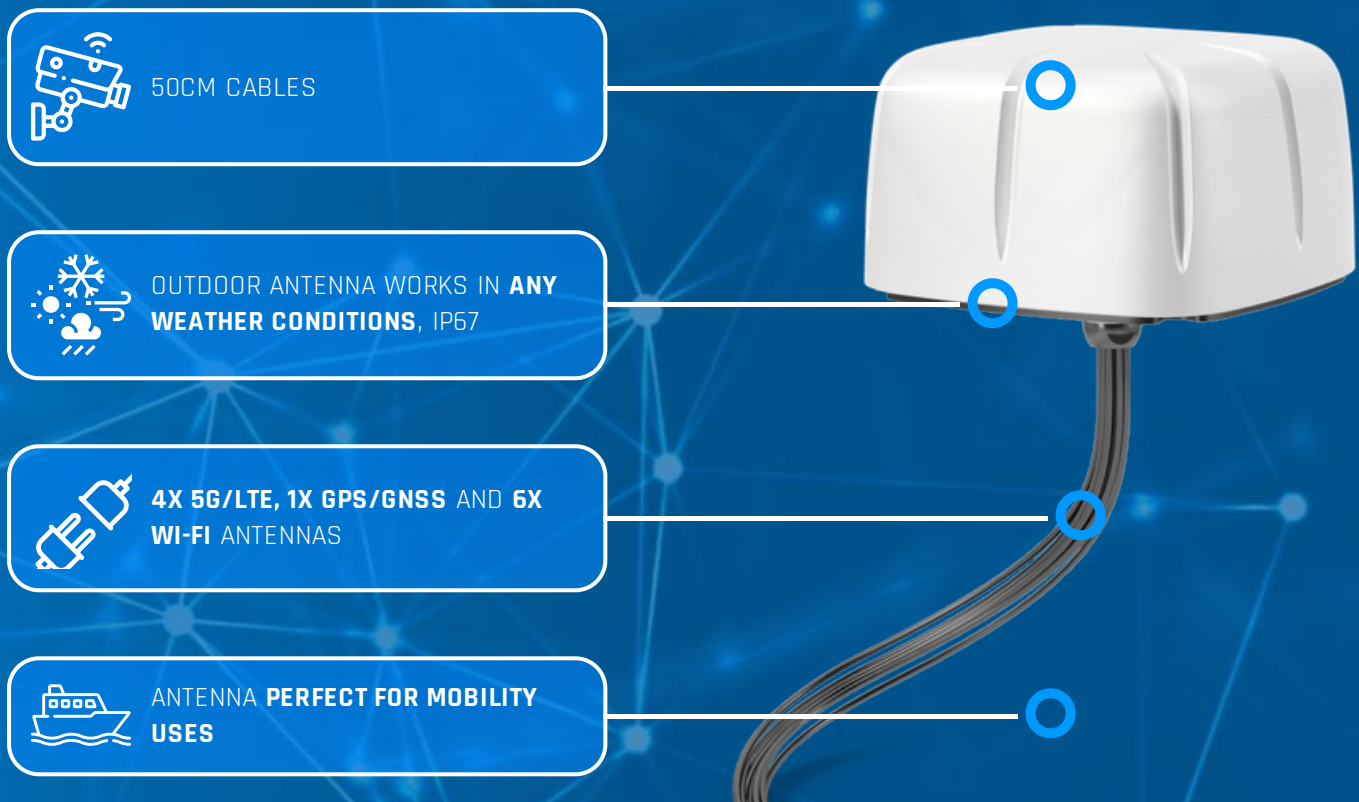 50CM CABLES
OUTDOOR ANTENNA WORKS IN ANY
WEATHER CONDITIONS, IP67
4X 5G/LTE, 1X GPS/GNSS AND 6X
WI-FI ANTENNAS
ANTENNA PERFECT FOR MOBILITY
USES